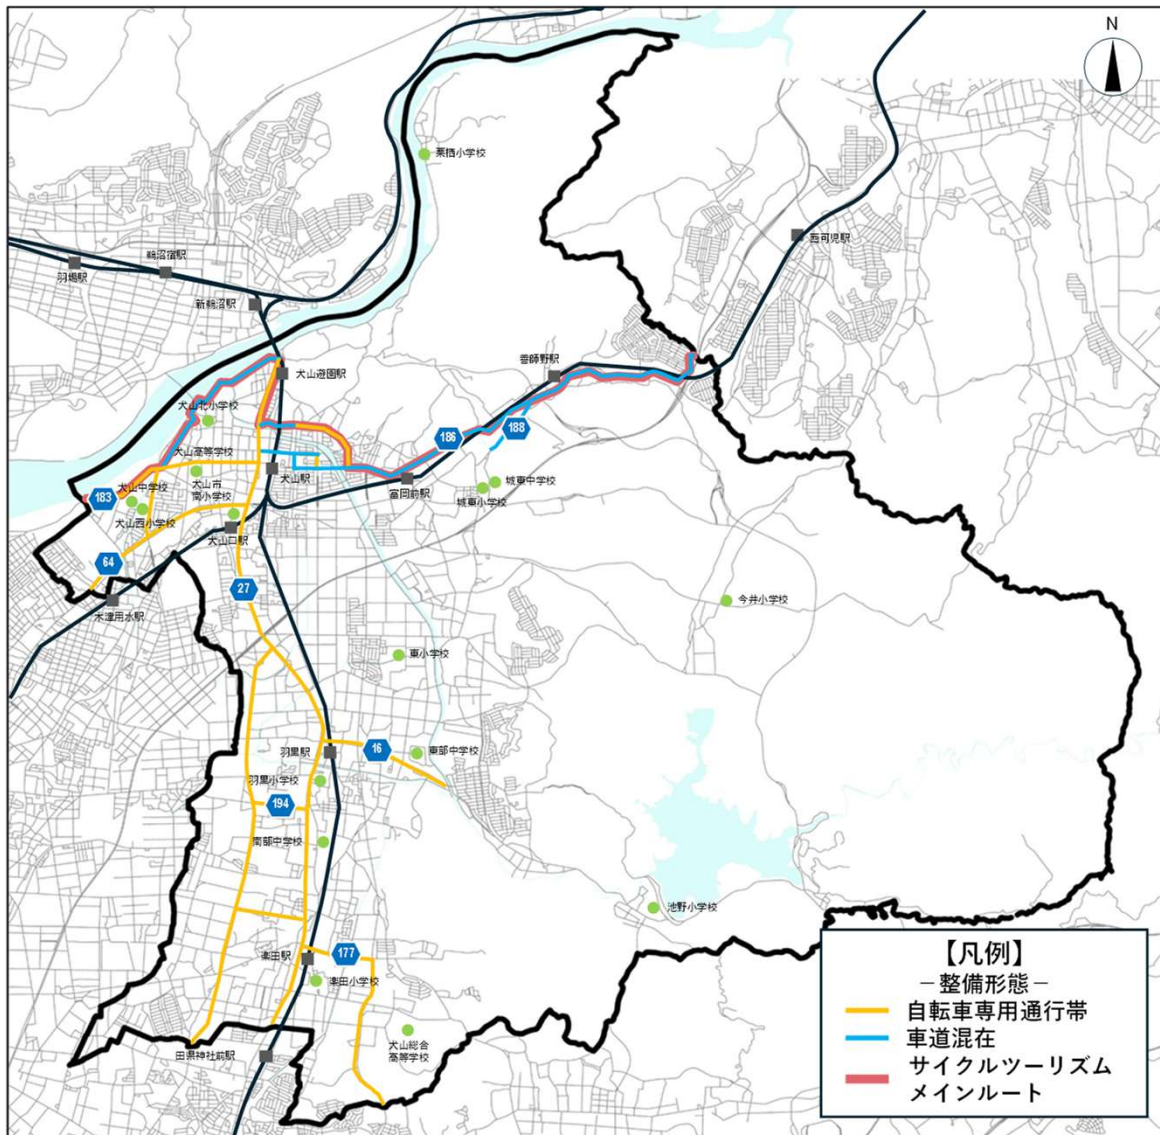 N
栗栖小学校
西可児駅
鵜沼宿駅
羽場駅
新鵜沼駅
善師野駅
犬山遊園駅
犬山北小学校
186
188
犬山高等学校
犬山駅
犬山市
南小学校
富岡前駅
城東中学校
城東小学校
犬山中学校
183
犬山西小学校
犬山口駅
64
27
木津用水駅
今井小学校
東小学校
羽黒駅
16
東部中学校
羽黒小学校
194
南部中学校
池野小学校
楽田駅
177
楽田小学校
犬山総合
高等学校
田県神社前駅
【凡例】
－整備形態－
自転車専用通行帯
車道混在
サイクルツーリズム
メインルート